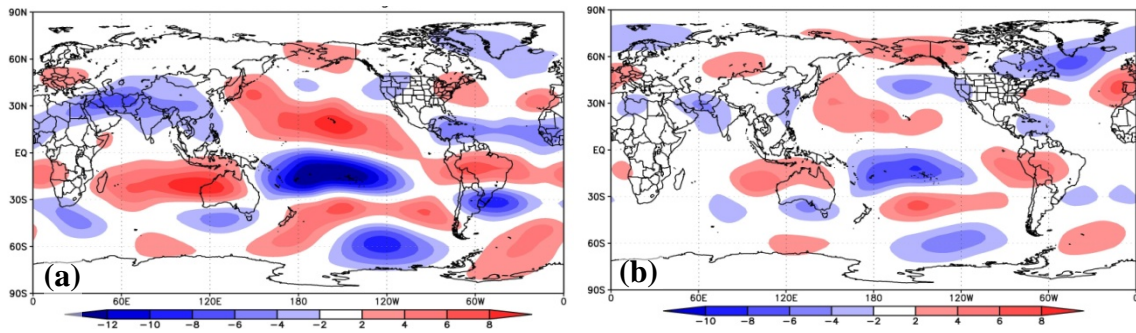 90N 90N
60N 60N
30N 30N
EQ EQ
30S 30S
60S 60S
(a) (b)
90S 90S
0 60E 120E 180 120W 60W 0 0 60E 120E 180 120W 60W 0
-12 -10 -8 -6 -4 -2 2 4 6 8 -10 -8 -6 -4 -2 2 4 6 8